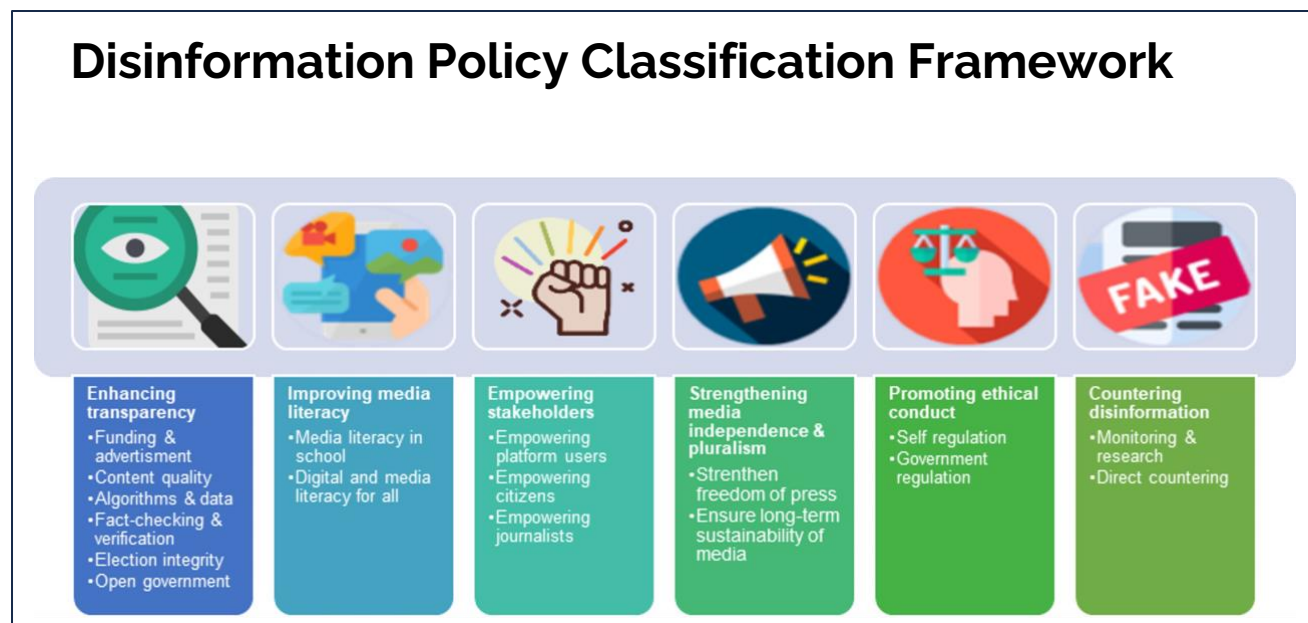 Disinformation Policy Classification Framework
FAKE
Enhancing
transparency
•Funding &
advertisment
•Content quality
•Algorithms & data
•Fact-checking &
verification
•Election integrity
•Open government
Improving media
literacy
•Media literacy in
school
•Digital and media
literacy for all
Empowering
stakeholders
•Empowering
platform users
•Empowering
citizens
•Empowering
journalists
Strengthening
media
independence &
pluralism
•Strenthen
freedom of press
•Ensure long-term
sustainability of
media
Promoting ethical
conduct
•Self regulation
•Government
regulation
Countering
disinformation
•Monitoring &
research
•Direct countering